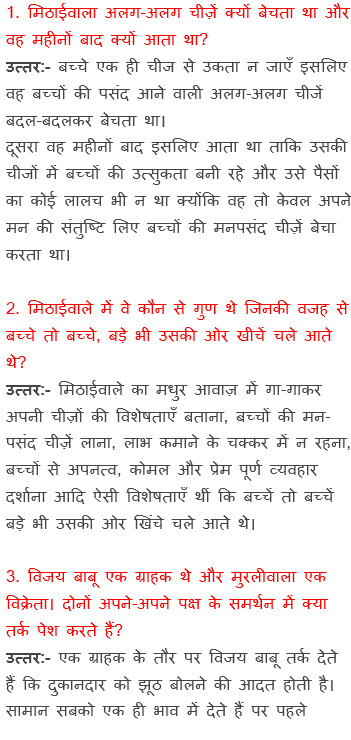 1. मिठाईवाला अलग-अलग चीज़ें क्यों बेचता था और
वह महीनों बाद क्यों आता था?
उत्तर:- बच्चे एक ही चीज से उकता न जाएँ इसलिए
वह बच्चों की पसंद आने वाली अलग-अलग चीजें
बदल-बदलकर बेचता था।
दूसरा वह महीनों बाद इसलिए आता था ताकि उसकी
चीजों में बच्चों की उत्सुकता बनी रहे और उसे पैसों
का कोई लालच भी न था क्योंकि वह तो केवल अपने
मन की संतुष्टि लिए बच्चों की मनपसंद चीज़ें बेचा
करता था।
2. मिठाईवाले में वे कौन से गुण थे जिनकी वजह से
बच्चे तो बच्चे, बड़े भी उसकी ओर खीचें चले आते
थे?
उत्तर:- मिठाईवाले का मधुर आवाज़ में गा-गाकर
अपनी चीज़ों की विशेषताएँ बताना, बच्चों की मन-
पसंद चीज़ें लाना, लाभ कमाने के चक्कर में न रहना,
बच्चों से अपनत्व, कोमल और प्रेम पूर्ण व्यवहार
दर्शाना आदि ऐसी विशेषताएँ थीं कि बच्चें तो बच्चें
बड़े भी उसकी ओर खिंचे चले आते थे।
3. विजय बाबू एक ग्राहक थे और मुरलीवाला एक
विक्रेता। दोनों अपने-अपने पक्ष के समर्थन में क्या
तर्क पेश करते हैं?
उत्तर:- एक ग्राहक के तौर पर विजय बाबू तर्क देते
हैं कि दुकानदार को झूठ बोलने की आदत होती है।
सामान सबको एक ही भाव में देते हैं पर पहले